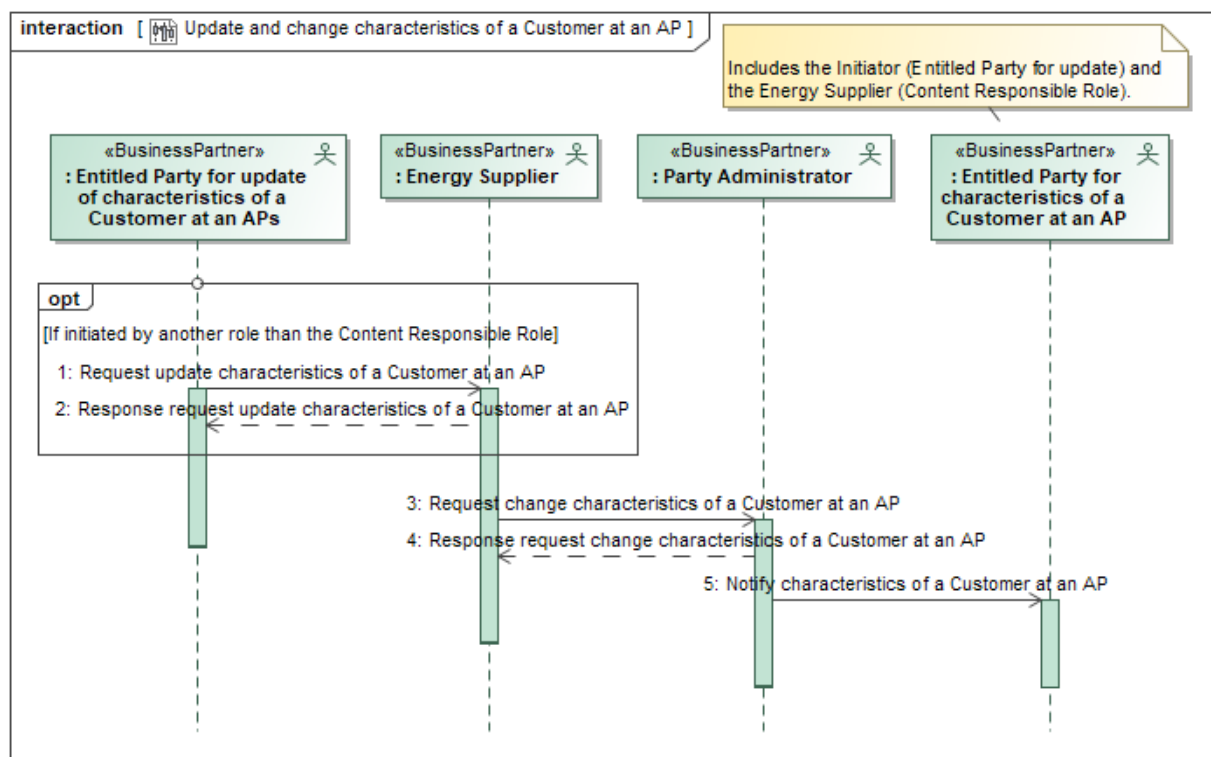 interaction [ Update and change characteristics of a Customer at an AP ]
Includes the Initiator (Entitled Party for update) and
the Energy Supplier (Content Responsible Role).
«BusinessPartner»
: Entitled Party for update
of characteristics of a
Customer at an APs
«BusinessPartner»
: Energy Supplier
«BusinessPartner»
: Party Administrator
«BusinessPartner»
: Entitled Party for
characteristics of a
Customer at an AP
opt
[If initiated by another role than the Content Responsible Role]
1: Request update characteristics of a Customer at an AP
2: Response request update characteristics of a Customer at an AP
3: Request change characteristics of a Customer at an AP
4: Response request change characteristics of a Customer at an AP
5: Notify characteristics of a Customer at an AP